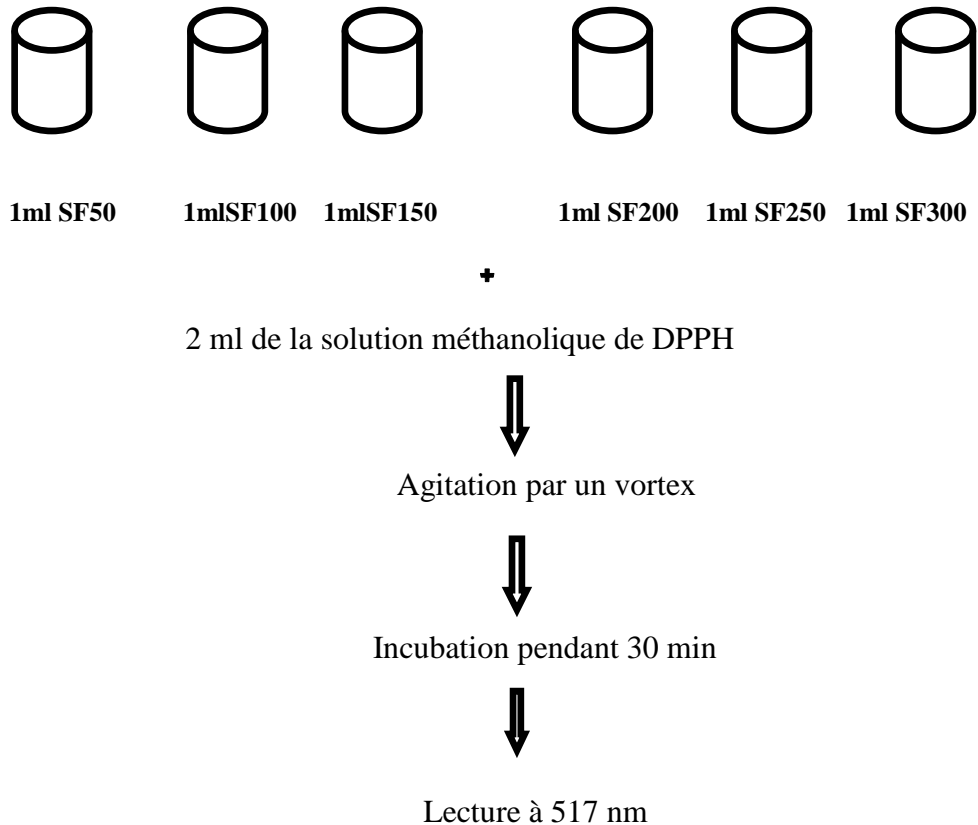 1ml SF50 1mlSF100 1mlSF150 1ml SF200 1ml SF250 1ml SF300
+
2 ml de la solution méthanolique de DPPH
Agitation par un vortex
Incubation pendant 30 min
Lecture à 517 nm